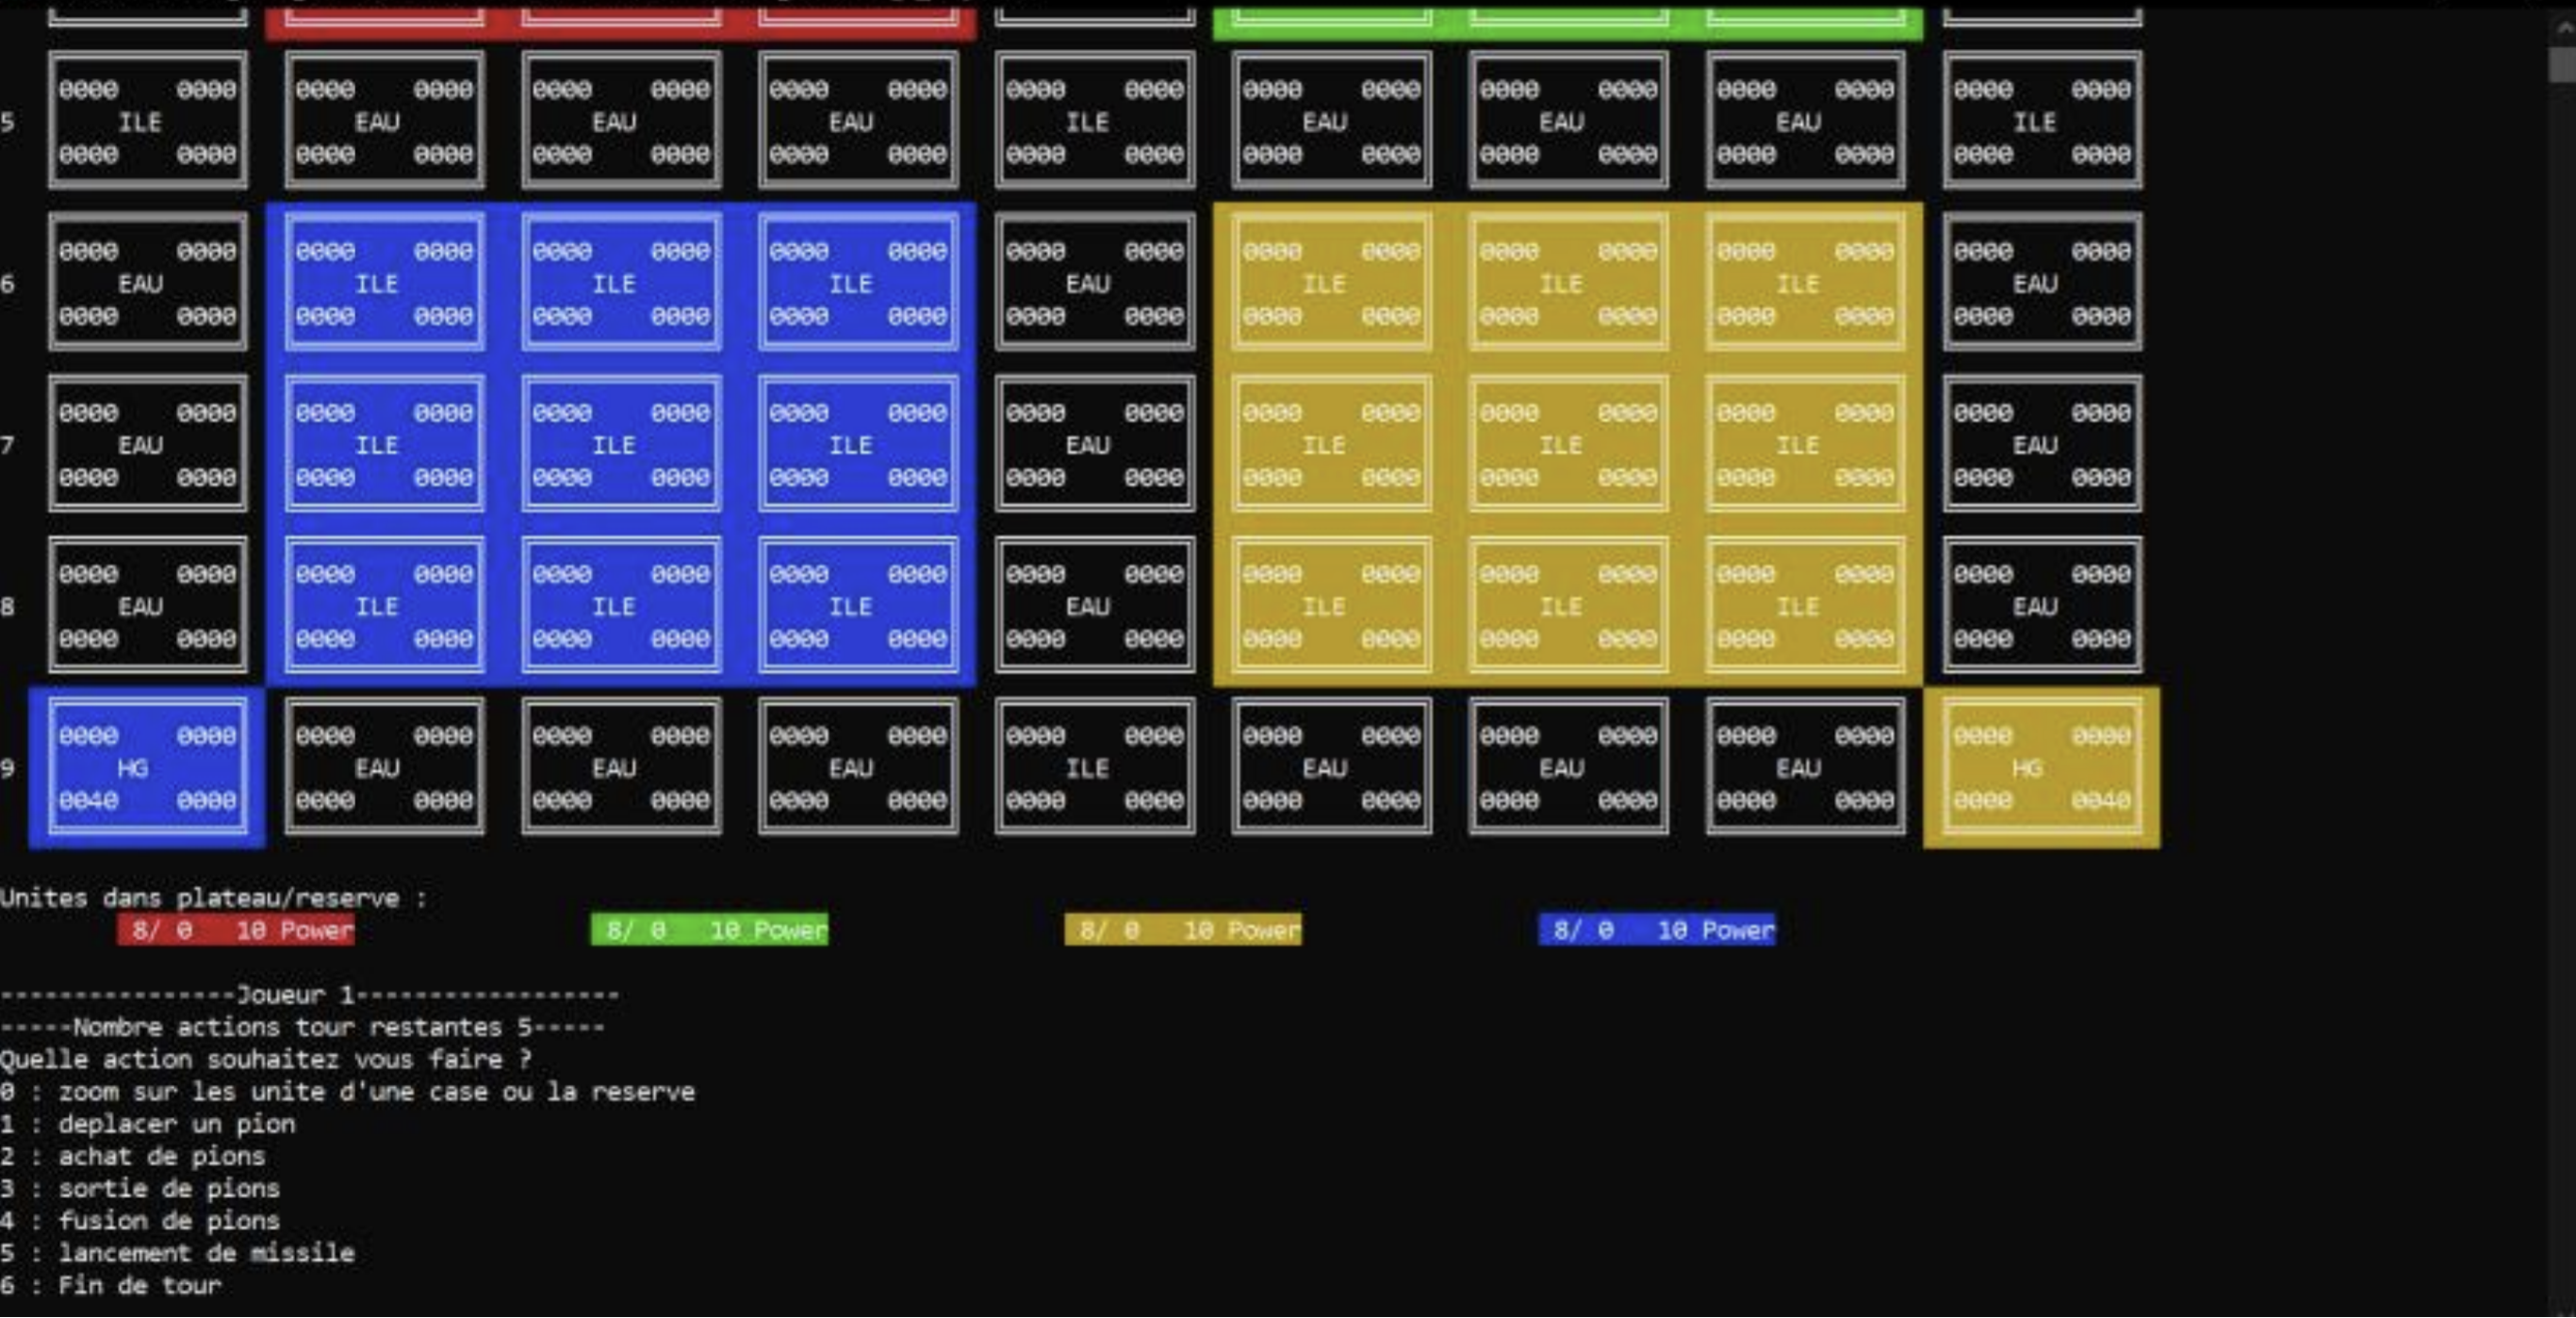 0000 0000 0000 0000 0000 0000 0000 0000 0000 0000 0000 0000 0000 0000 0000 0000 0000 0000
5 ILE EAU EAU EAU ILE EAU EAU EAU ILE
0000 0000 0000 0000 0000 0000 0000 0000 0000 0000 0000 0000 0000 0000 0000 0000 0000 0000
0000 0000 0000 0000 0000 0000 0000 0000 0000 0000 0000 0000 0000 0000 0000 0000 0000 0000
6 EAU ILE ILE ILE EAU ILE ILE ILE EAU
0000 0000 0000 0000 0000 0000 0000 0000 0000 0000 0000 0000 0000 0000 0000 0000 0000 0000
0000 0000 0000 0000 0000 0000 0000 0000 0000 0000 0000 0000 0000 0000 0000 0000 0000 0000
7 EAU ILE ILE ILE EAU ILE ILE ILE EAU
0000 0000 0000 0000 0000 0000 0000 0000 0000 0000 0000 0000 0000 0000 0000 0000 0000 0000
0000 0000 0000 0000 0000 0000 0000 0000 0000 0000 0000 0000 0000 0000 0000 0000 0000 0000
8 EAU ILE ILE ILE EAU ILE ILE ILE EAU
0000 0000 0000 0000 0000 0000 0000 0000 0000 0000 0000 0000 0000 0000 0000 0000 0000 0000
0000 0000 0000 0000 0000 0000 0000 0000 0000 0000 0000 0000 0000 0000 0000 0000 0000 0000
9 HG EAU EAU EAU ILE EAU EAU EAU HG
0040 0000 0000 0000 0000 0000 0000 0000 0000 0000 0000 0000 0000 0000 0000 0000 0000 0040
Unites dans plateau/reserve :
8/ 0 10 Power 8/ 0 10 Power 8/ 0 10 Power 8/ 0 10 Power
----------------Joueur 1------------------
-----Nombre actions tour restantes 5-----
Quelle action souhaitez vous faire ?
0 : zoom sur les unite d'une case ou la reserve
1 : deplacer un pion
2 : achat de pions
3 : sortie de pions
4 : fusion de pions
5 : lancement de missile
6 : Fin de tour